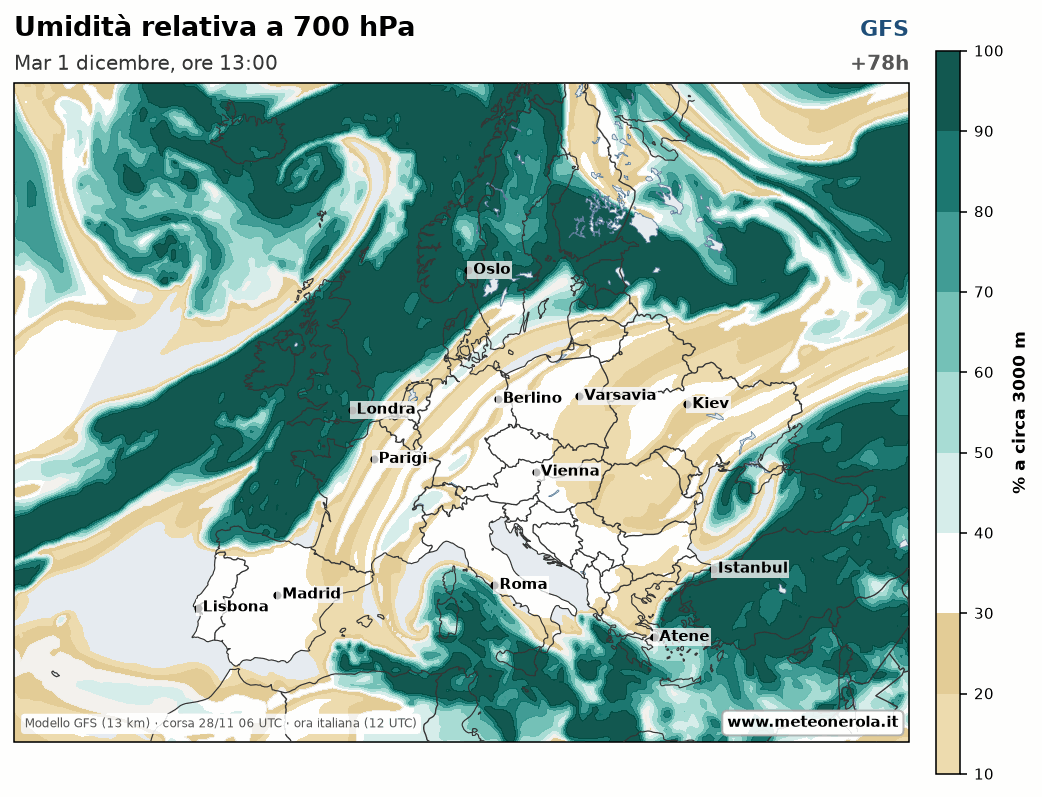 Umidità relativa a 700 hPa
GFS
Mar 1 dicembre, ore 13:00
+78h
100
90
80
70
60
50
40
30
20
10
% a circa 3000 m
Oslo
Londra
Berlino
Varsavia
Kiev
Parigi
Vienna
Istanbul
Roma
Madrid
Lisbona
Atene
Modello GFS (13 km) · corsa 28/11 06 UTC · ora italiana (12 UTC)
www.meteonerola.it